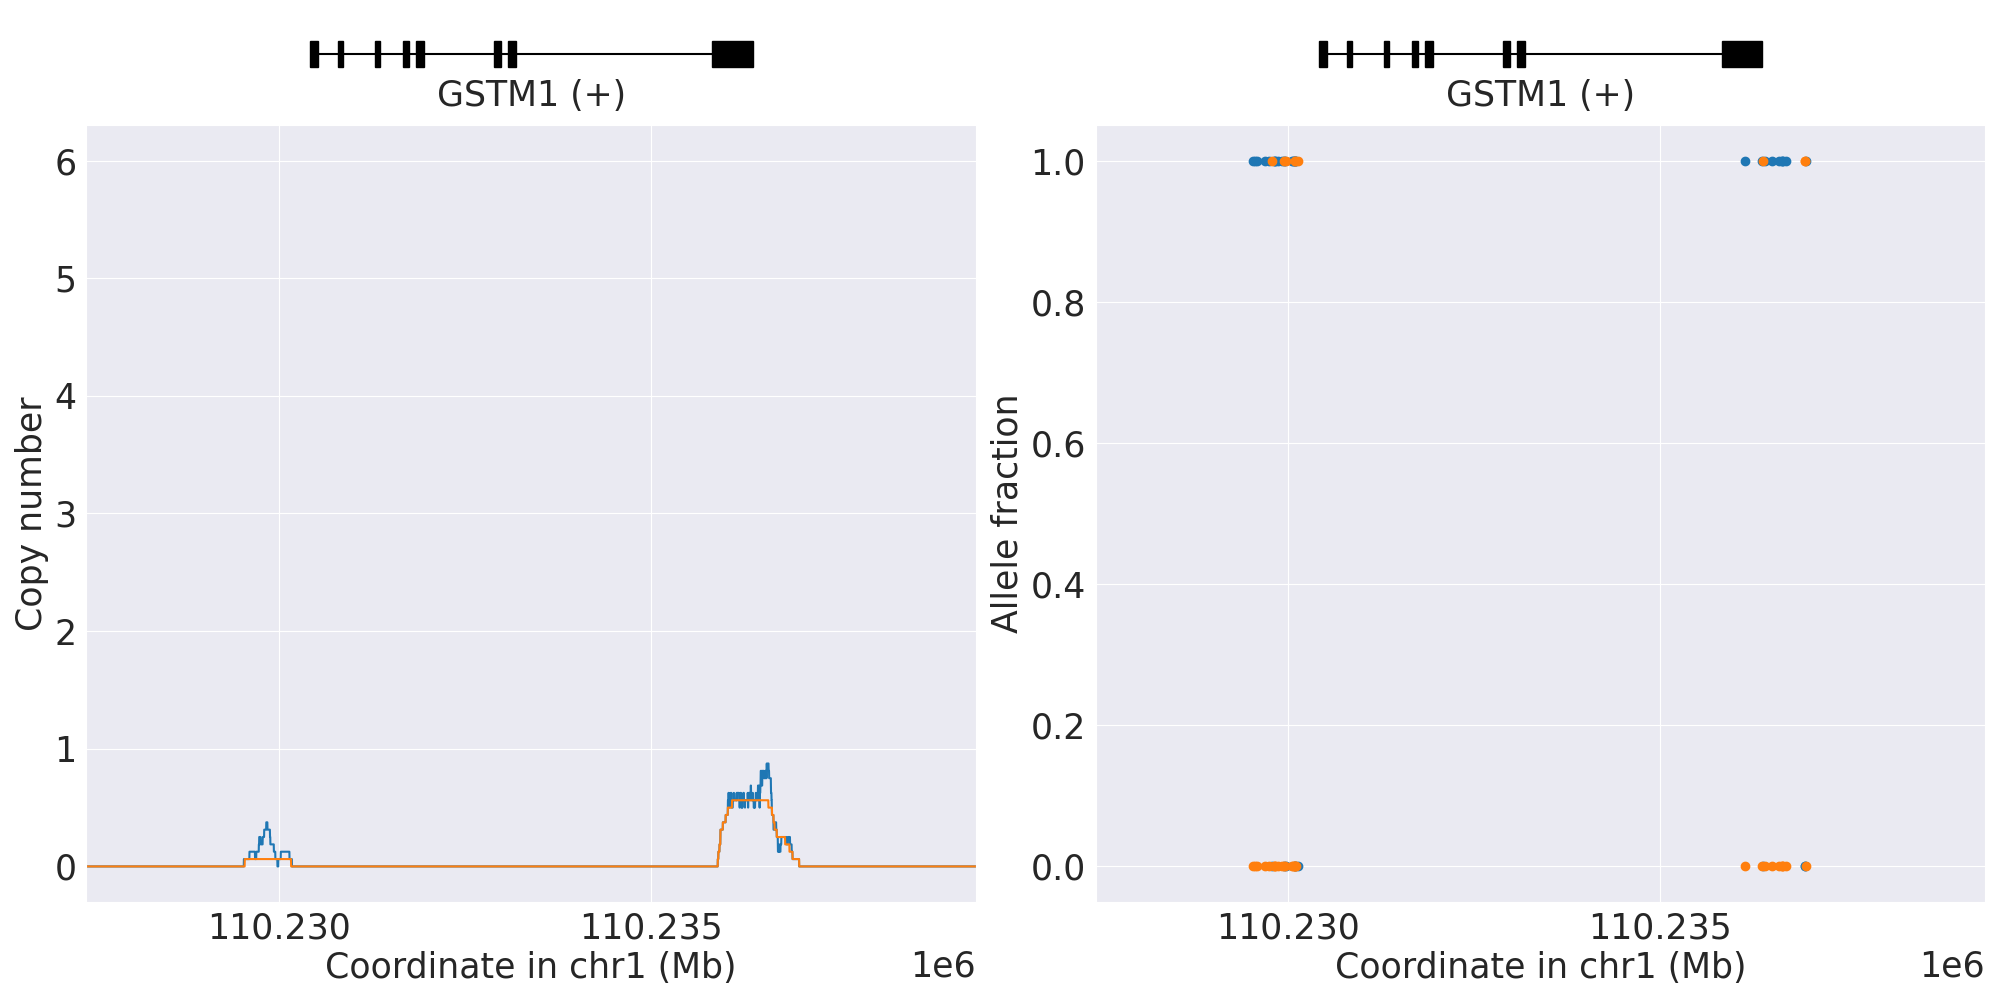 GSTM1 (+)
6
5
4
3
2
1
0
Copy number
110.230
110.235
Coordinate in chr1 (Mb)
1e6
GSTM1 (+)
1.0
0.8
0.6
0.4
0.2
0.0
Allele fraction
110.230
110.235
Coordinate in chr1 (Mb)
1e6